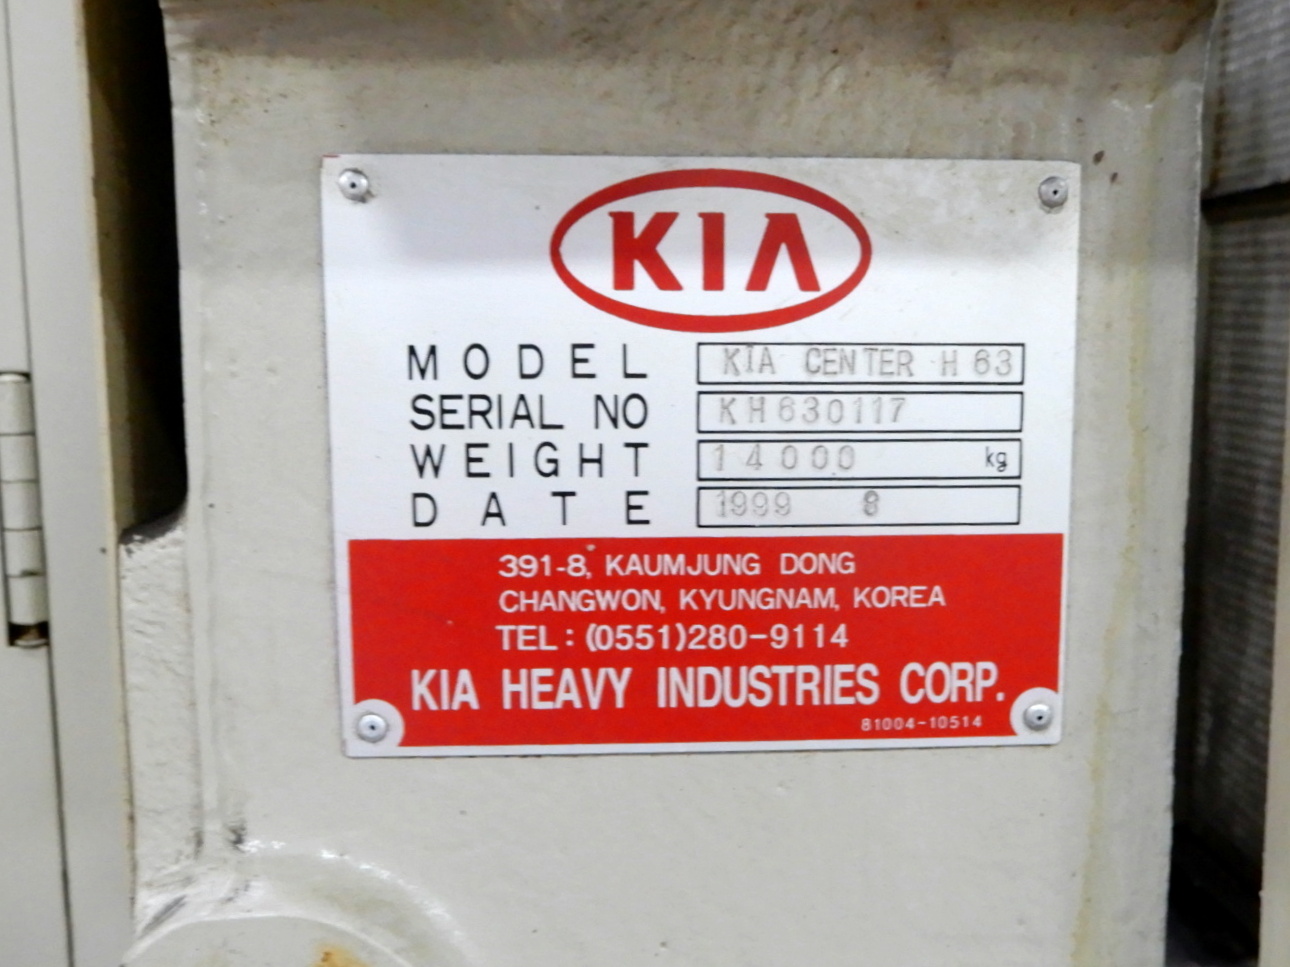 KIA
MODEL KIA CENTER H 63
SERIAL NO KH630117
WEIGHT 14000 kg
DATE 1999 8
391-8, KAUMJUNG DONG
CHANGWON, KYUNGNAM, KOREA
TEL : (0551)280-9114
KIA HEAVY INDUSTRIES CORP.
81004-10514